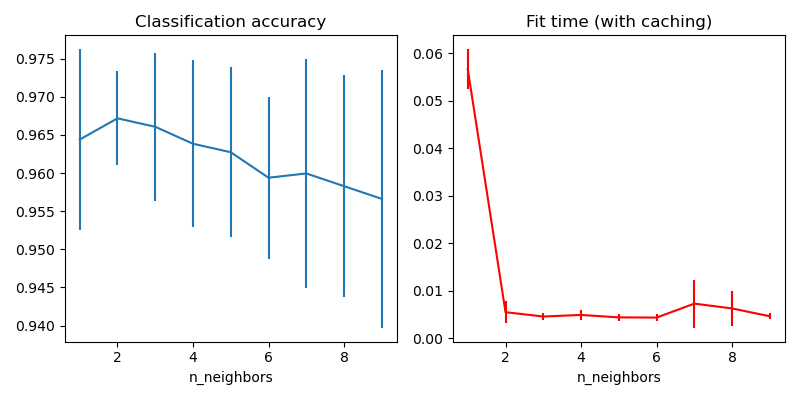 Classification accuracy
0.975
0.970
0.965
0.960
0.955
0.950
0.945
0.940
2 4 6 8
n_neighbors
Fit time (with caching)
0.06
0.05
0.04
0.03
0.02
0.01
0.00
2 4 6 8
n_neighbors